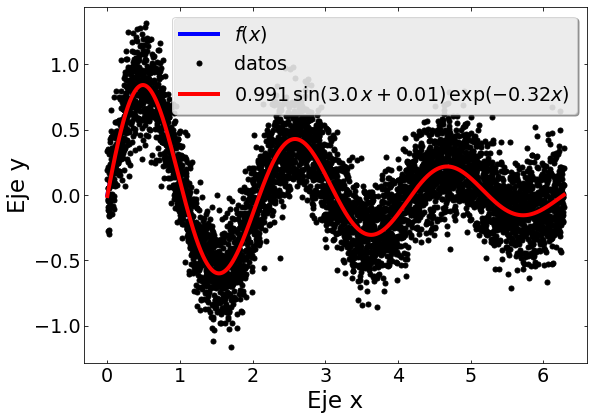 f(x)
datos
0.991 sin(3.0 x + 0.01) exp(−0.32x)
1.0
0.5
0.0
−0.5
−1.0
Eje y
0 1 2 3 4 5 6
Eje x